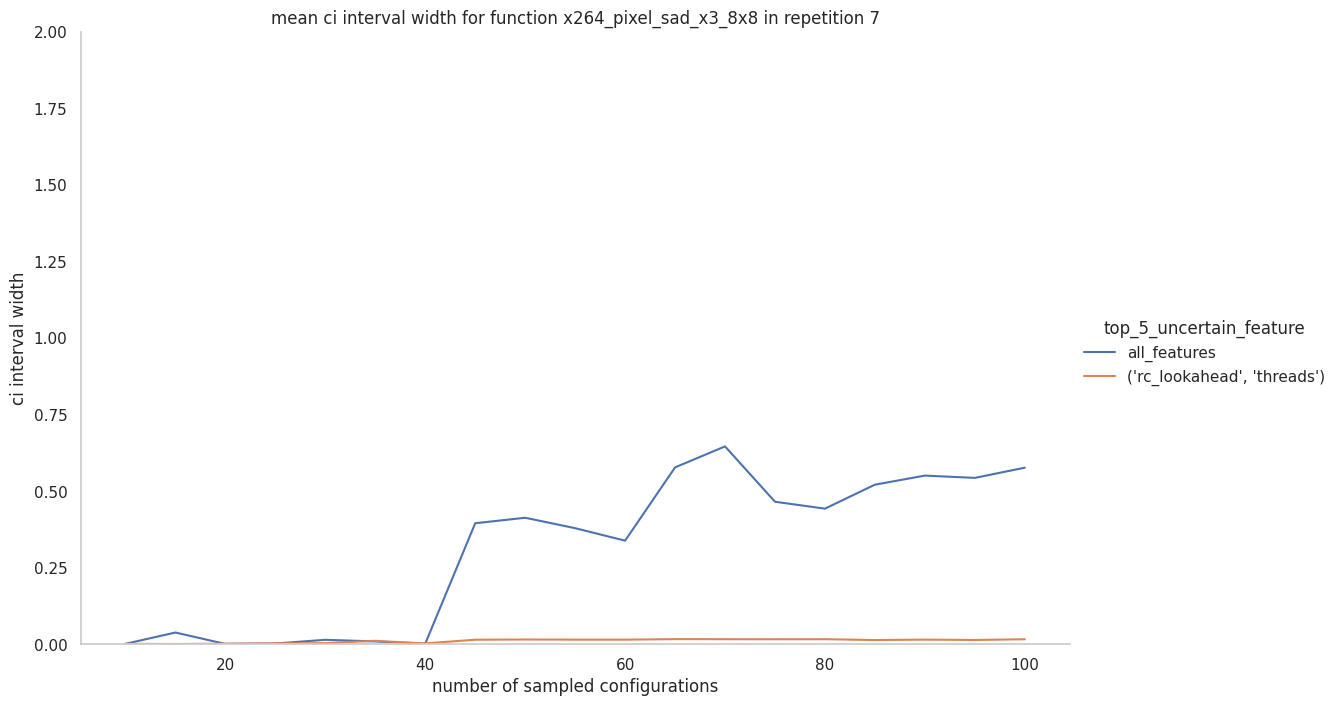 mean ci interval width for function x264_pixel_sad_x3_8x8 in repetition 7
2.00
1.75
1.50
1.25
1.00
0.75
0.50
0.25
0.00
ci interval width
20
40
60
80
100
number of sampled configurations
top_5_uncertain_feature
all_features
('rc_lookahead', 'threads')